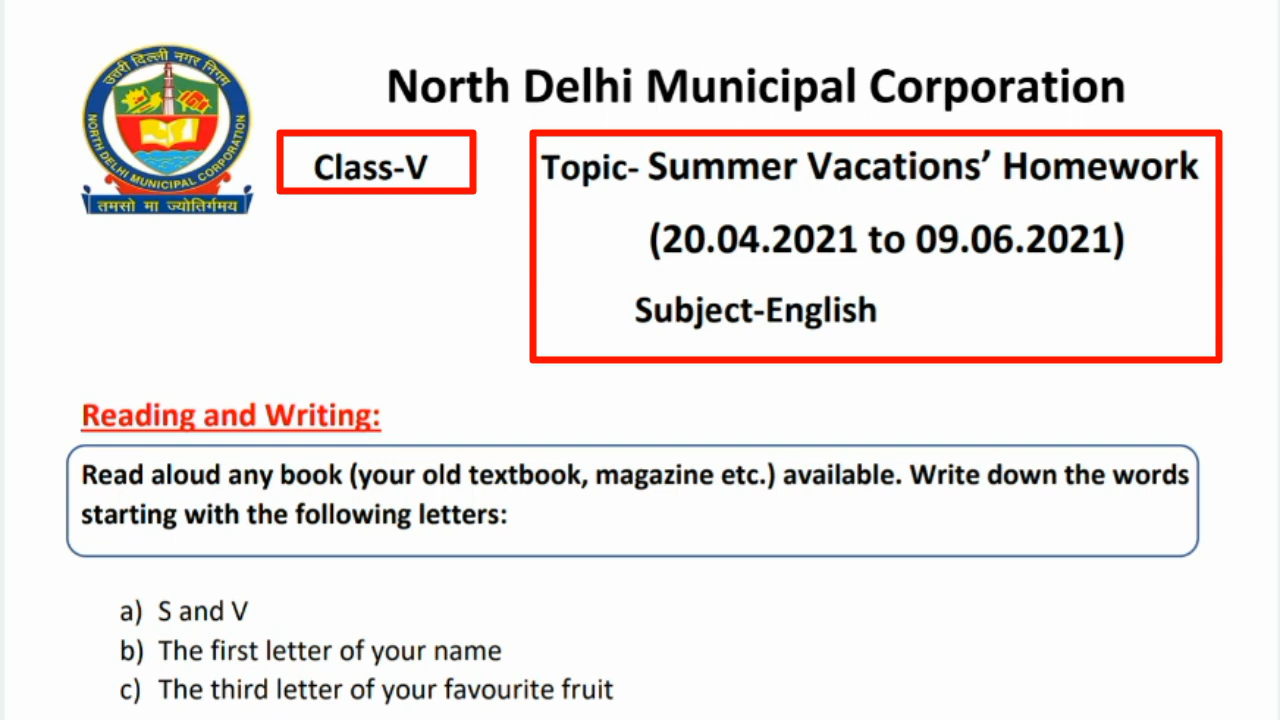 उत्तरी दिल्ली नगर निगम
NORTH DELHI MUNICIPAL CORPORATION
तमसो मा ज्योतिर्गमय
North Delhi Municipal Corporation
Class-V
Topic- Summer Vacations’ Homework
(20.04.2021 to 09.06.2021)
Subject-English
Reading and Writing:
Read aloud any book (your old textbook, magazine etc.) available. Write down the words
starting with the following letters:
a) S and V
b) The first letter of your name
c) The third letter of your favourite fruit